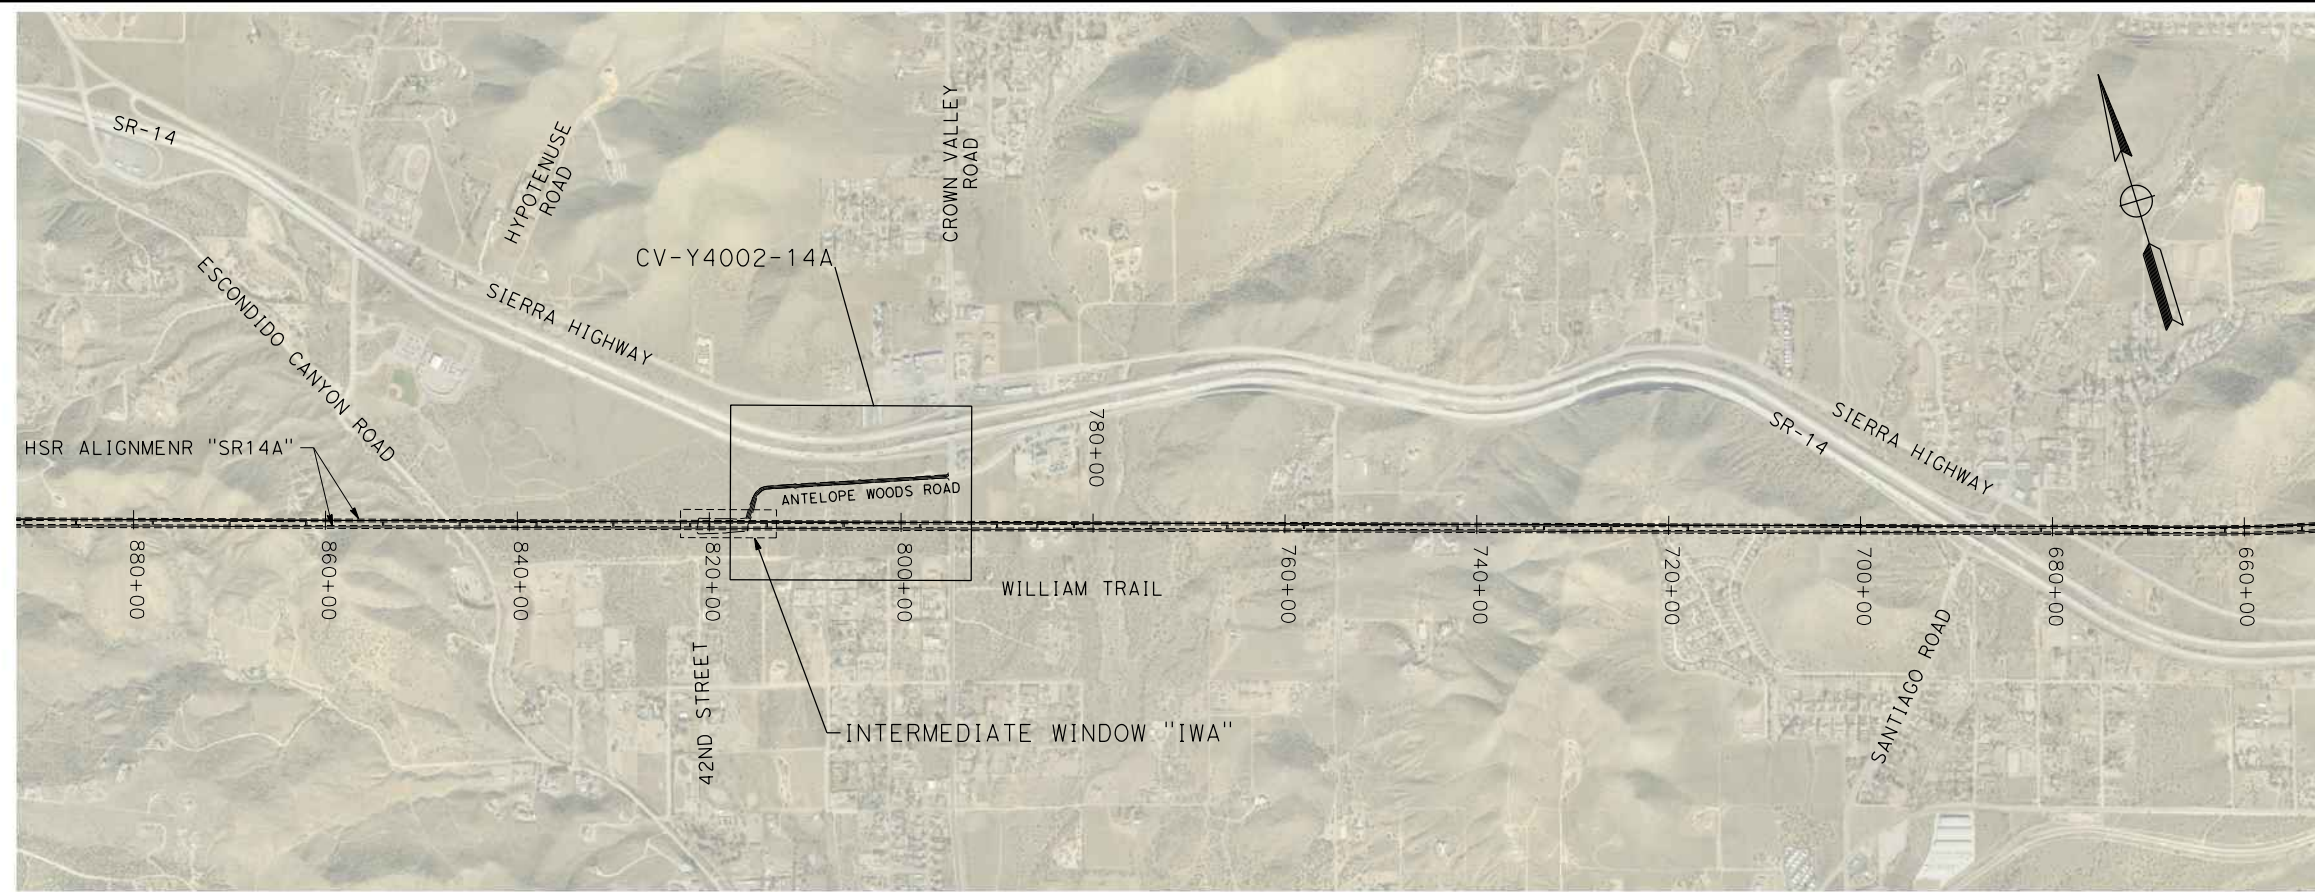 SR-14
HYPOTENUSE
ROAD
CROWN VALLEY
ROAD
CV-Y4002-14A
ESCONDIDO CANYON ROAD
SIERRA HIGHWAY
HSR ALIGNMENR "SR14A"
780+00
SR-14
SIERRA HIGHWAY
ANTELOPE WOODS ROAD
880+00
860+00
840+00
820+00
800+00
760+00
740+00
720+00
700+00
680+00
660+00
WILLIAM TRAIL
42ND STREET
INTERMEDIATE WINDOW "IWA"
SANTIAGO ROAD